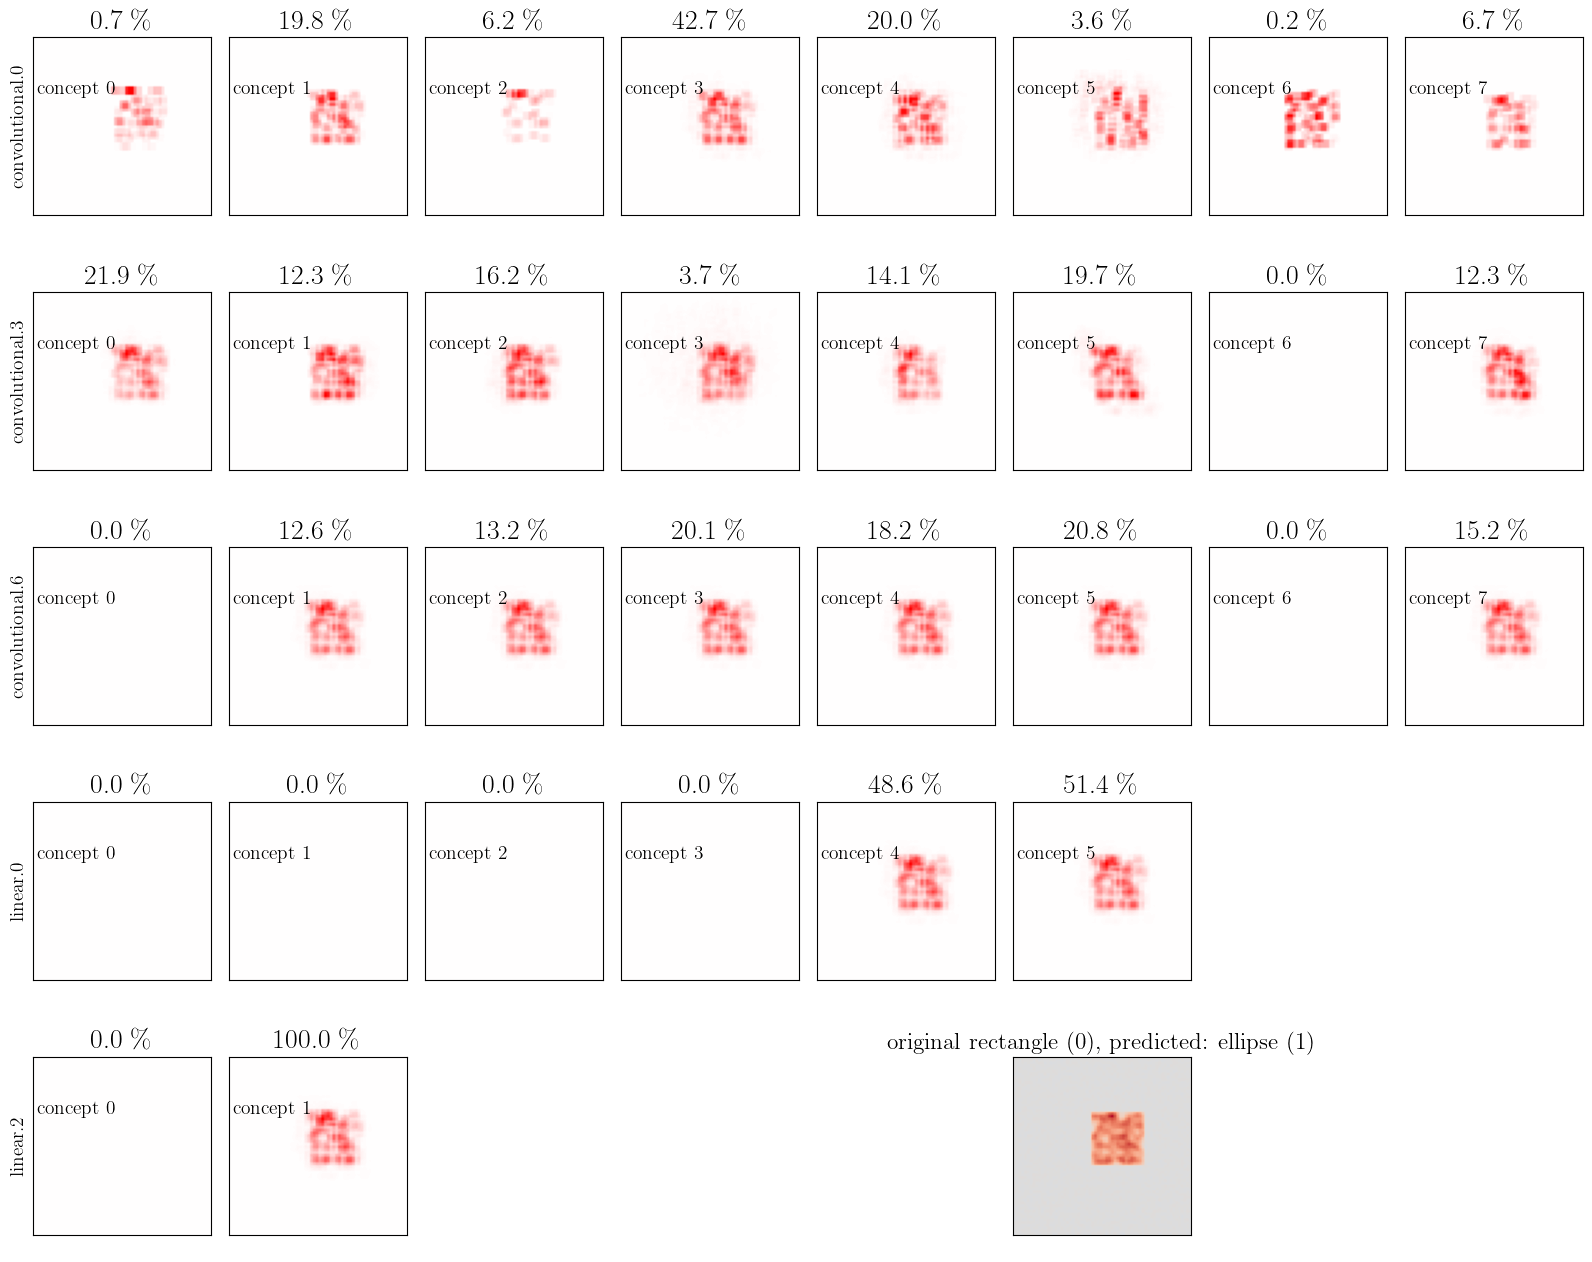 0.7 % 19.8 % 6.2 % 42.7 % 20.0 % 3.6 % 0.2 % 6.7 %
convolutional.0
concept 0 concept 1 concept 2 concept 3 concept 4 concept 5 concept 6 concept 7
21.9 % 12.3 % 16.2 % 3.7 % 14.1 % 19.7 % 0.0 % 12.3 %
convolutional.3
concept 0 concept 1 concept 2 concept 3 concept 4 concept 5 concept 6 concept 7
0.0 % 12.6 % 13.2 % 20.1 % 18.2 % 20.8 % 0.0 % 15.2 %
convolutional.6
concept 0 concept 1 concept 2 concept 3 concept 4 concept 5 concept 6 concept 7
0.0 % 0.0 % 0.0 % 0.0 % 48.6 % 51.4 %
linear.0
concept 0 concept 1 concept 2 concept 3 concept 4 concept 5
0.0 % 100.0 % original rectangle (0), predicted: ellipse (1)
linear.2
concept 0 concept 1